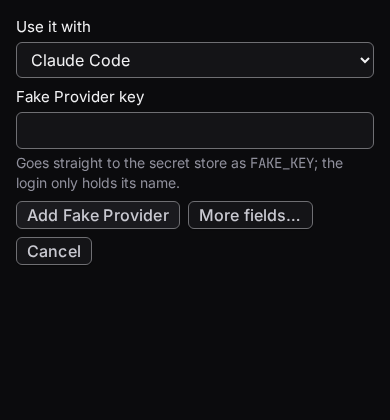 Use it with
Claude Code
Fake Provider key
Goes straight to the secret store as FAKE_KEY; the
login only holds its name.
Add Fake Provider
More fields...
Cancel